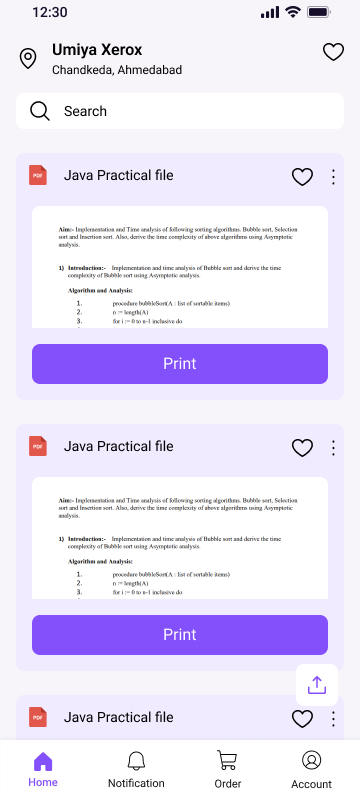 12:30
Umiya Xerox
Chandkeda, Ahmedabad
Search
PDF
Java Practical file
Aim:- Implementation and Time analysis of following sorting algorithms. Bubble sort, Selection
sort and Insertion sort. Also, derive the time complexity of above algorithms using Asymptotic
analysis.
1) Introduction:- Implementation and time analysis of Bubble sort and derive the time
complexity of Bubble sort using Asymptotic analysis.
Algorithm and Analysis:
1. procedure bubbleSort(A : list of sortable items)
2. n := length(A)
3. for i := 0 to n-1 inclusive do
Print
PDF
Java Practical file
Aim:- Implementation and Time analysis of following sorting algorithms. Bubble sort, Selection
sort and Insertion sort. Also, derive the time complexity of above algorithms using Asymptotic
analysis.
1) Introduction:- Implementation and time analysis of Bubble sort and derive the time
complexity of Bubble sort using Asymptotic analysis.
Algorithm and Analysis:
1. procedure bubbleSort(A : list of sortable items)
2. n := length(A)
3. for i := 0 to n-1 inclusive do
Print
PDF
Java Practical file
Home
Notification
Order
Account